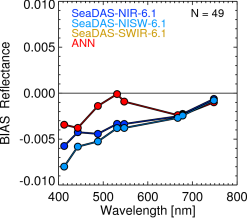 0.010
SeaDAS-NIR-6.1 N = 49
SeaDAS-NISW-6.1
SeaDAS-SWIR-6.1
ANN
0.005
0.000
-0.005
-0.010
BIAS Reflectance
400 500 600 700 800
Wavelength [nm]